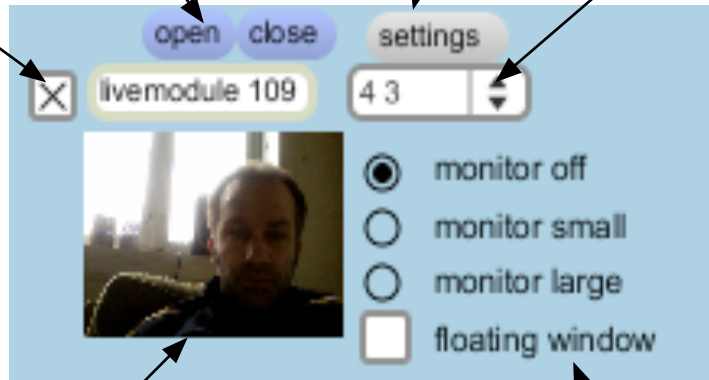 open close settings
livemodule 109 4 3
monitor off
monitor small
monitor large
floating window